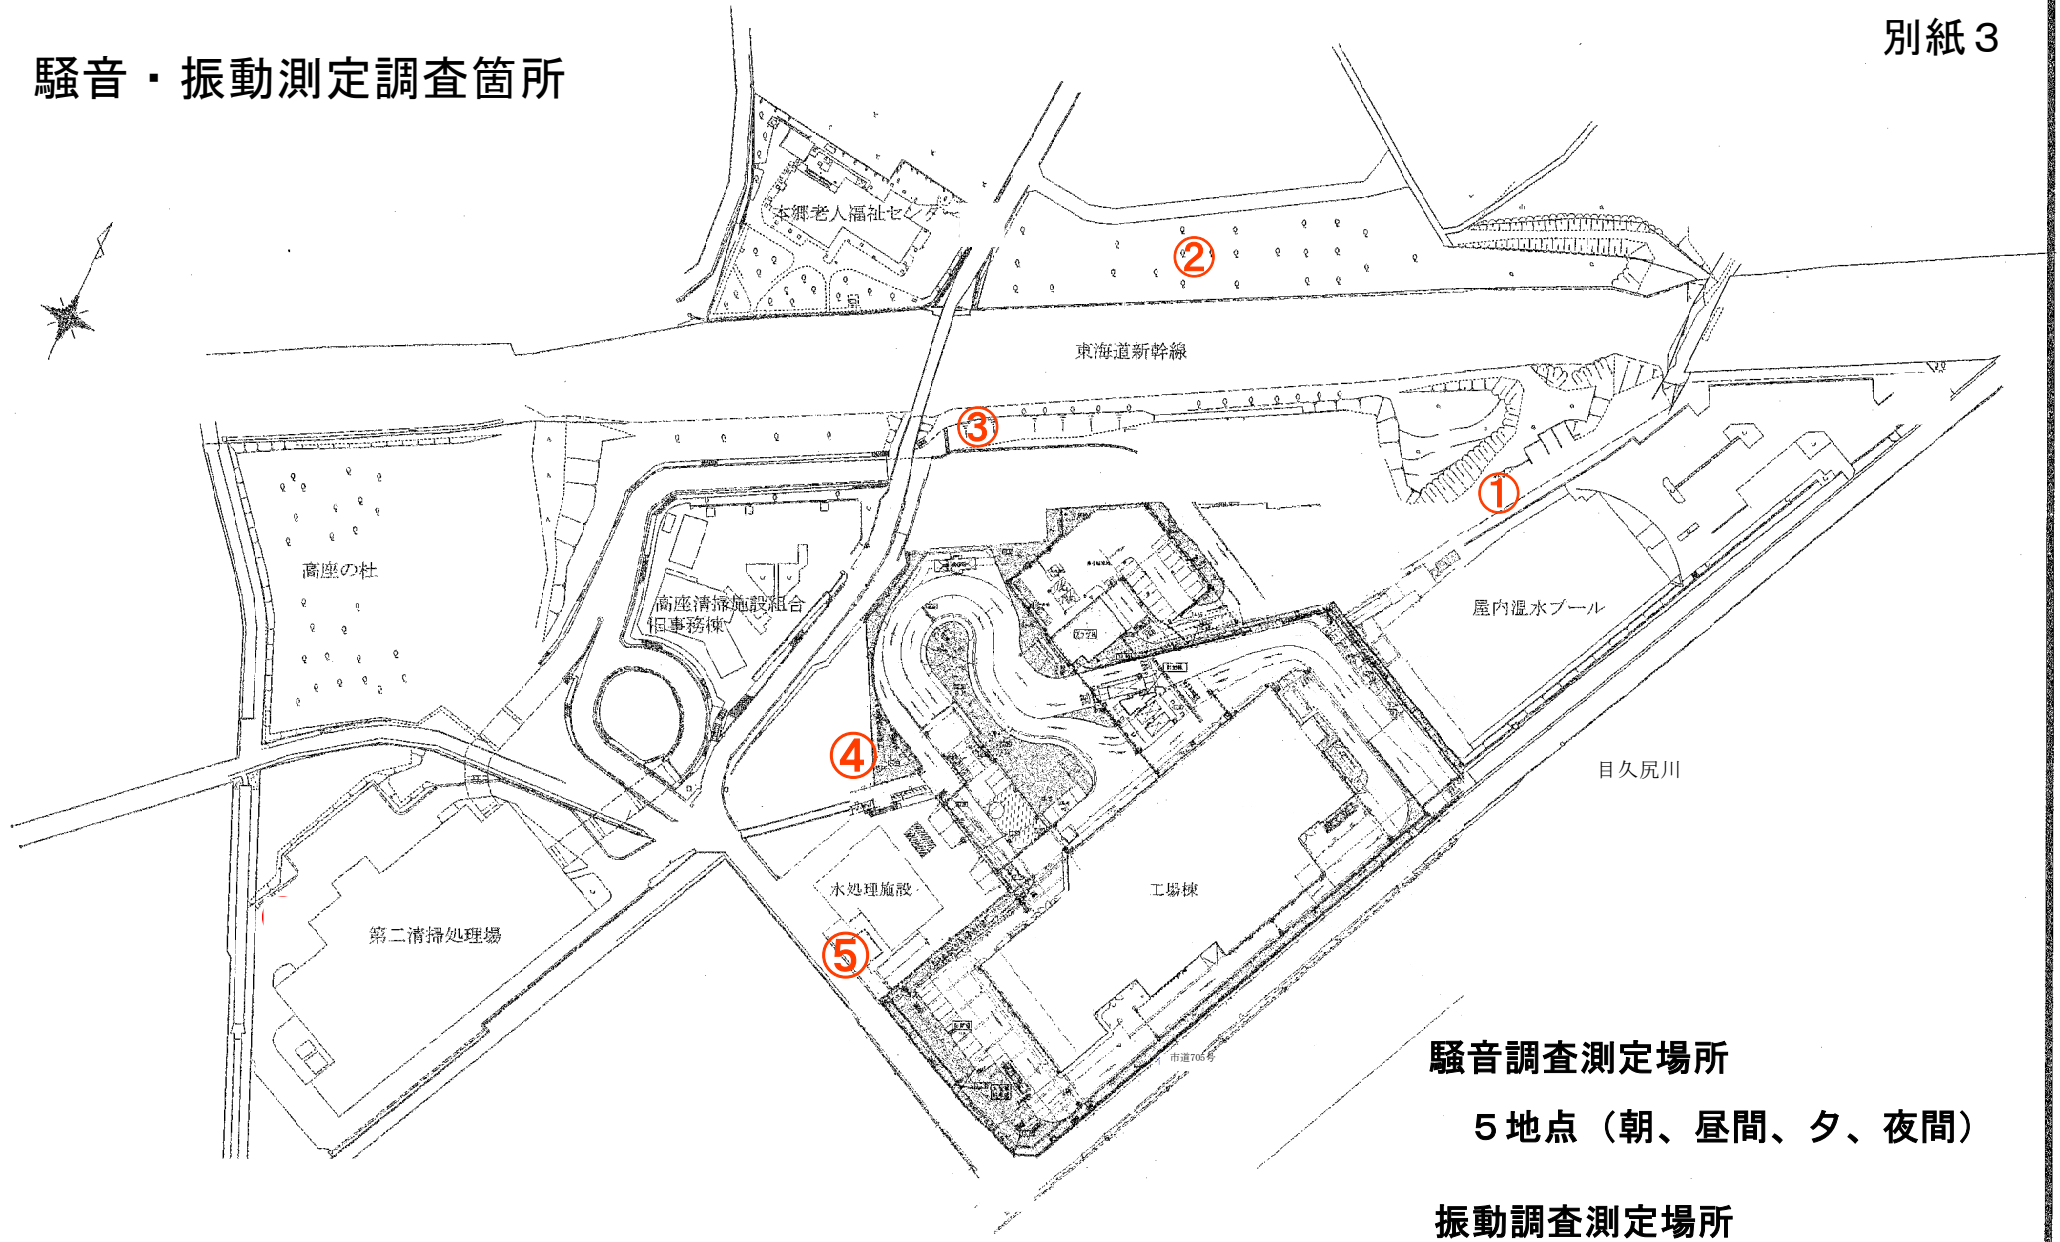 別紙３
騒音・振動測定調査箇所
本郷老人福祉センター
②
東海道新幹線
③
①
高座の杜
高座清掃施設組合
旧事務棟
屋内温水プール
④
目久尻川
水処理施設
工場棟
第二清掃処理場
⑤
市道705号
騒音調査測定場所
５地点（朝、昼間、夕、夜間）
振動調査測定場所